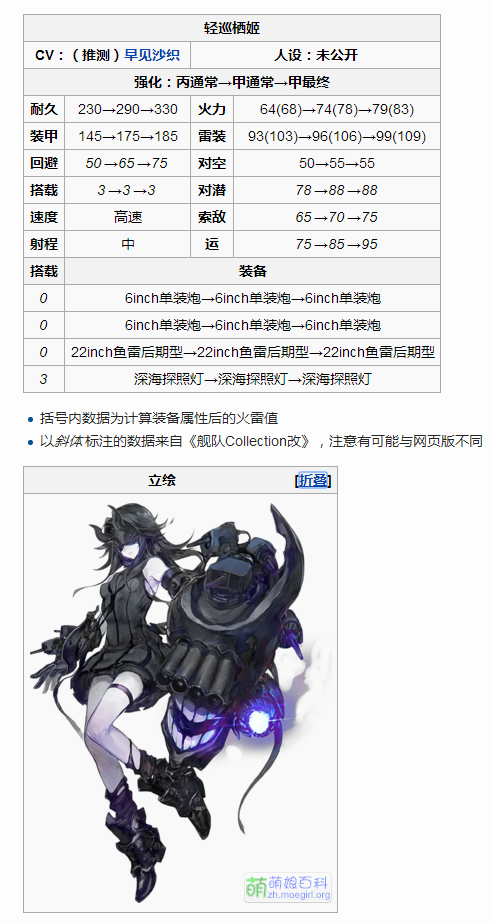 轻巡栖姬
CV：（推测）早见沙织 人设：未公开
强化：丙通常→甲通常→甲最终
耐久 230→290→330 火力 64(68)→74(78)→79(83)
装甲 145→175→185 雷装 93(103)→96(106)→99(109)
回避 50→65→75 对空 50→55→55
搭载 3→3→3 对潜 78→88→88
速度 高速 索敌 65→70→75
射程 中 运 75→85→95
搭载 装备
0 6inch单装炮→6inch单装炮→6inch单装炮
0 6inch单装炮→6inch单装炮→6inch单装炮
0 22inch鱼雷后期型→22inch鱼雷后期型→22inch鱼雷后期型
3 深海探照灯→深海探照灯→深海探照灯
括号内数据为计算装备属性后的火雷值
以斜体标注的数据来自《舰队Collection改》，注意有可能与网页版不同
立绘 [折叠]
萌 萌娘百科
zh.moegirl.org